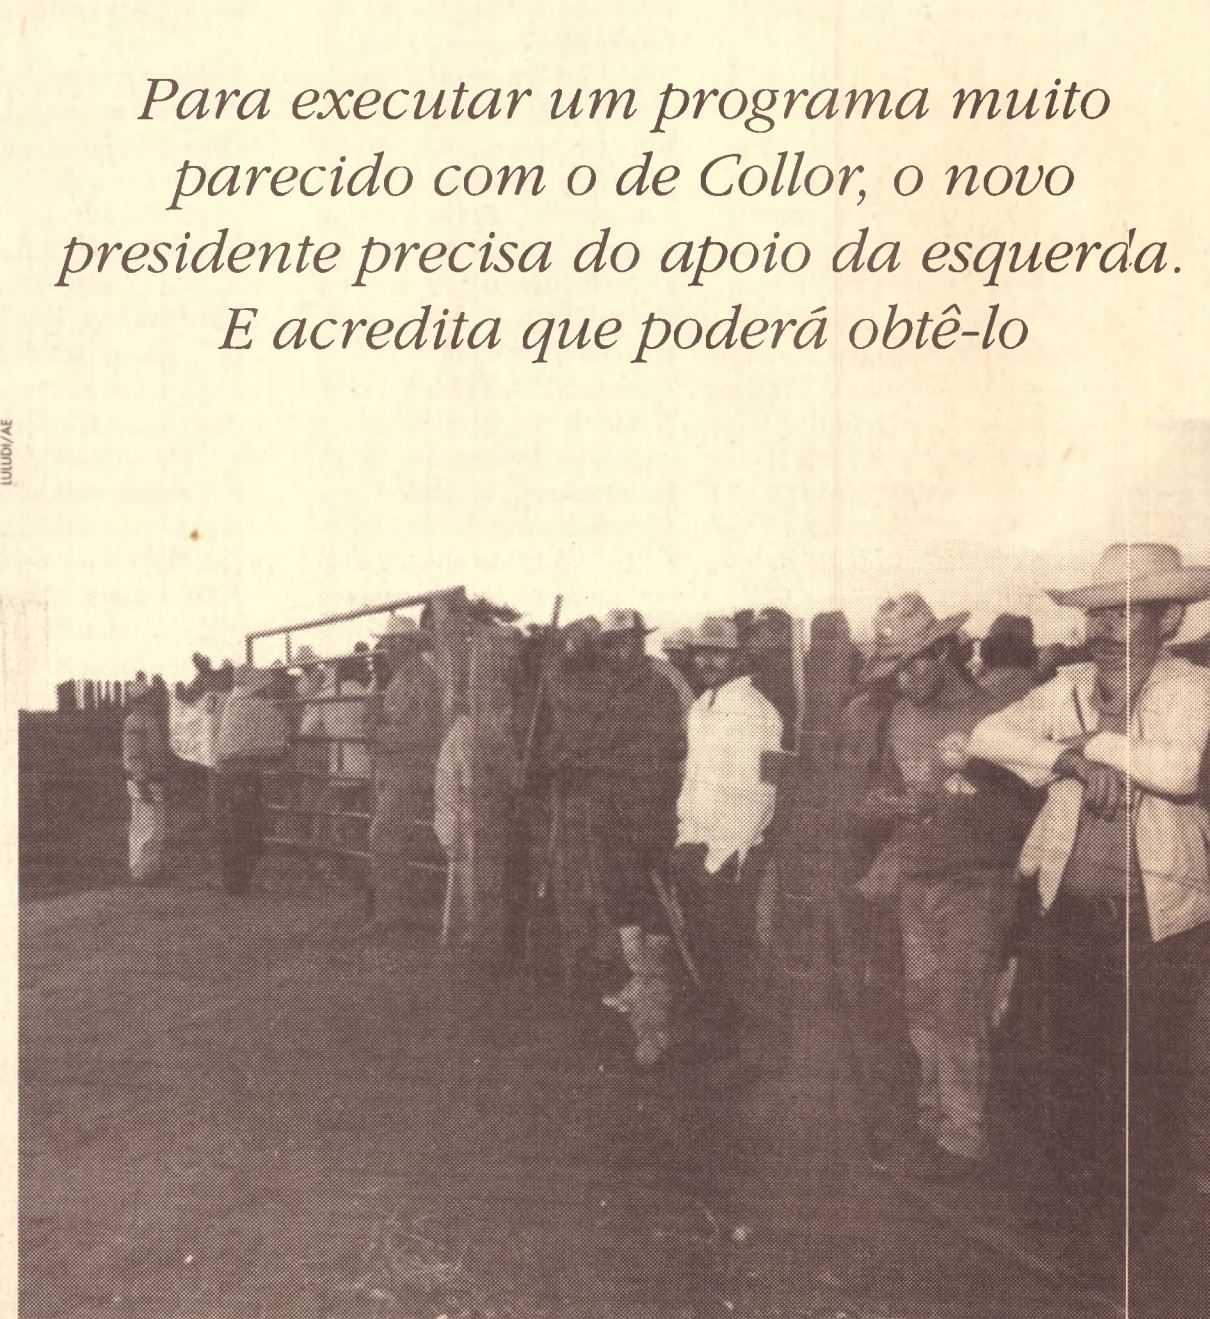 Para executar um programa muito
parecido com o de Collor, o novo
presidente precisa do apoio da esquerda.
E acredita que poderá obtê-lo
LULUDI/AE